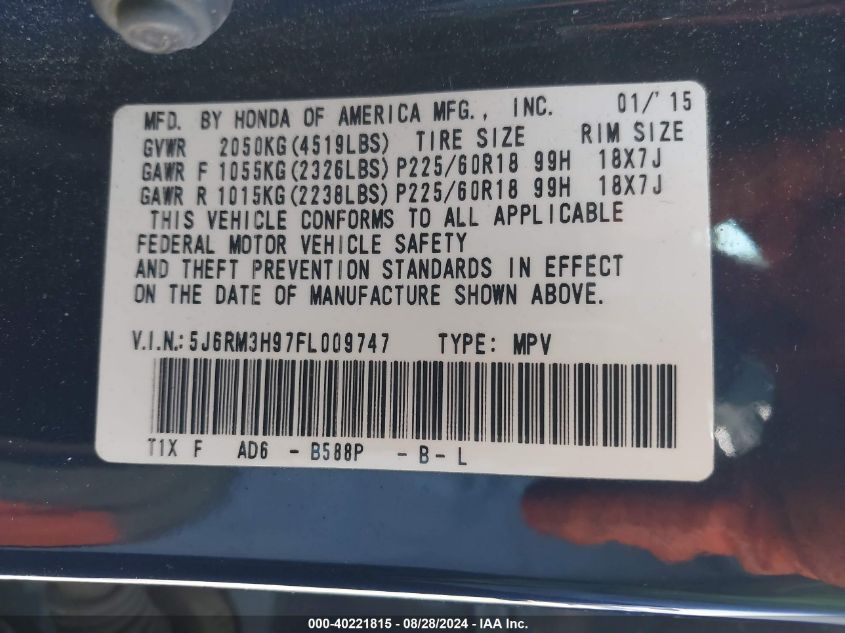 MFD. BY HONDA OF AMERICA MFG., INC. 01/'15
GVWR 2050KG(4519LBS) TIRE SIZE RIM SIZE
GAWR F 1055KG(2326LBS) P225/60R18 99H 18X7J
GAWR R 1015KG(2238LBS) P225/60R18 99H 18X7J
THIS VEHICLE CONFORMS TO ALL APPLICABLE
FEDERAL MOTOR VEHICLE SAFETY
AND THEFT PREVENTION STANDARDS IN EFFECT
ON THE DATE OF MANUFACTURE SHOWN ABOVE.
V.I.N.: 5J6RM3H97FL009747 TYPE: MPV
T1X F AD6 - B588P - B - L
000-40221815 - 08/28/2024 - IAA Inc.